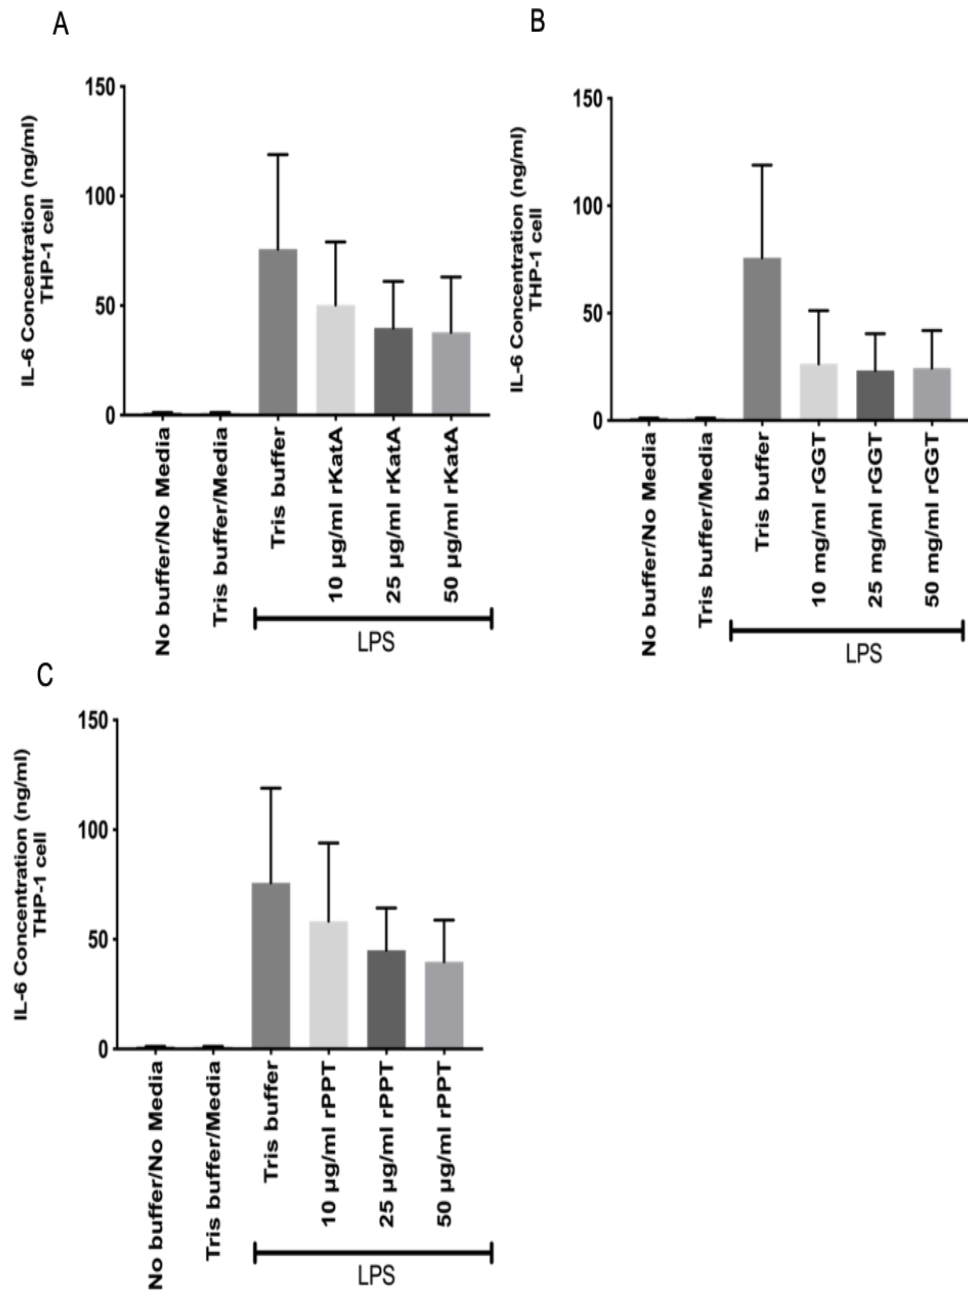 A
IL-6 Concentration (ng/ml)
THP-1 cell
150
100
50
0
No buffer/No Media
Tris buffer/Media
Tris buffer
10 µg/ml rKatA
25 µg/ml rKatA
50 µg/ml rKatA
LPS
B
IL-6 Concentration (ng/ml)
THP-1 cell
150
100
50
0
No buffer/No Media
Tris buffer/Media
Tris buffer
10 mg/ml rGGT
25 mg/ml rGGT
50 mg/ml rGGT
LPS
C
IL-6 Concentration (ng/ml)
THP-1 cell
150
100
50
0
No buffer/No Media
Tris buffer/Media
Tris buffer
10 µg/ml rPPT
25 µg/ml rPPT
50 µg/ml rPPT
LPS